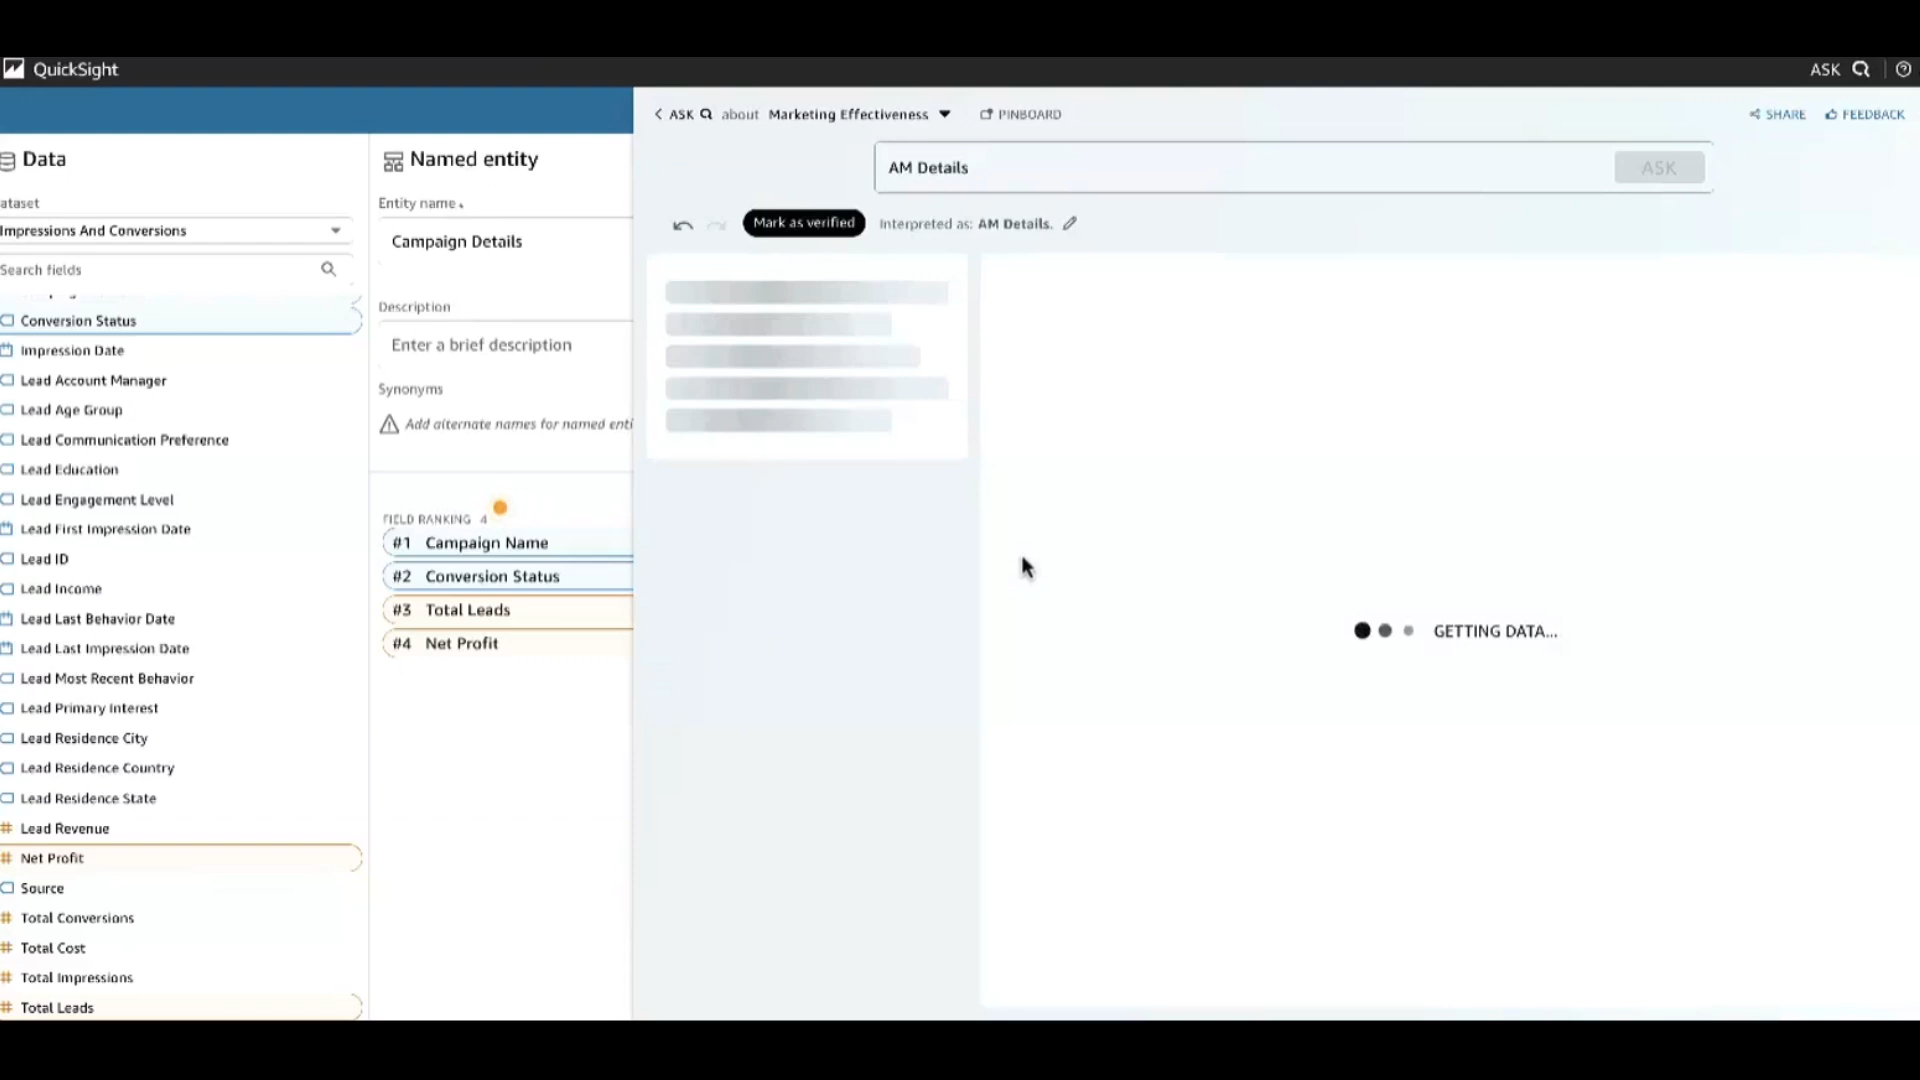 QuickSight
ASK
Data
ataset
Impressions And Conversions
Search fields
Conversion Status
Impression Date
Lead Account Manager
Lead Age Group
Lead Communication Preference
Lead Education
Lead Engagement Level
Lead First Impression Date
Lead ID
Lead Income
Lead Last Behavior Date
Lead Last Impression Date
Lead Most Recent Behavior
Lead Primary Interest
Lead Residence City
Lead Residence Country
Lead Residence State
Lead Revenue
Net Profit
Source
Total Conversions
Total Cost
Total Impressions
Total Leads
Named entity
Entity name
Campaign Details
Description
Enter a brief description
Synonyms
Add alternate names for named enti
FIELD RANKING 4
#1 Campaign Name
#2 Conversion Status
#3 Total Leads
#4 Net Profit
ASK about Marketing Effectiveness
PINBOARD
SHARE
FEEDBACK
AM Details
ASK
Mark as verified
Interpreted as: AM Details.
GETTING DATA...